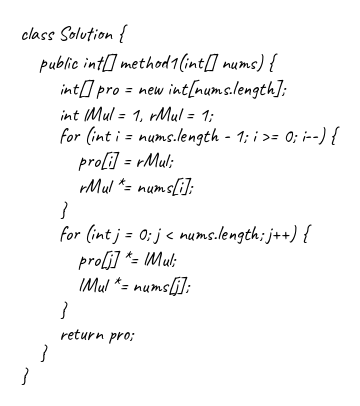 class Solution {
public int[] method1(int[] nums) {
int[] pro = new int[nums.length];
int lMul = 1, rMul = 1;
for (int i = nums.length - 1; i >= 0; i--) {
pro[i] = rMul;
rMul *= nums[i];
}
for (int j = 0; j < nums.length; j++) {
pro[j] *= lMul;
lMul *= nums[j];
}
return pro;
}
}